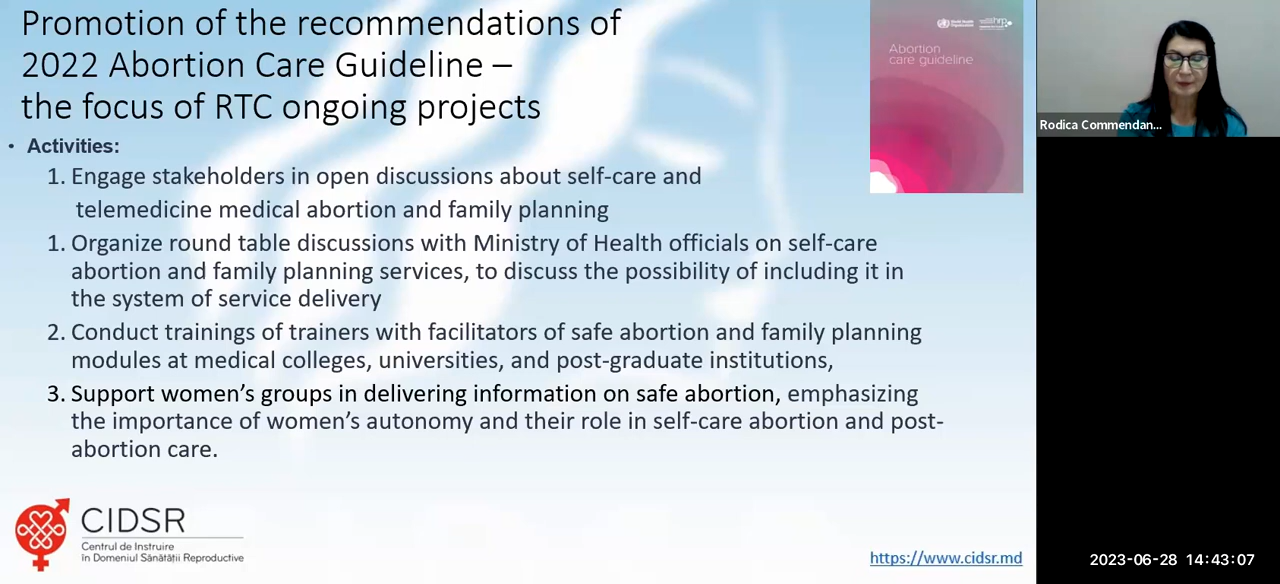 Promotion of the recommendations of
2022 Abortion Care Guideline –
the focus of RTC ongoing projects
World Health
Organization
hrp
Abortion
care guideline
Rodica Commendan...
• Activities:
1. Engage stakeholders in open discussions about self-care and
telemedicine medical abortion and family planning
1. Organize round table discussions with Ministry of Health officials on self-care
abortion and family planning services, to discuss the possibility of including it in
the system of service delivery
2. Conduct trainings of trainers with facilitators of safe abortion and family planning
modules at medical colleges, universities, and post-graduate institutions,
3. Support women’s groups in delivering information on safe abortion, emphasizing
the importance of women’s autonomy and their role in self-care abortion and post-
abortion care.
CIDSR
Centrul de Instruire
în Domeniul Sănătății Reproductive
https://www.cidsr.md
2023-06-28 14:43:07